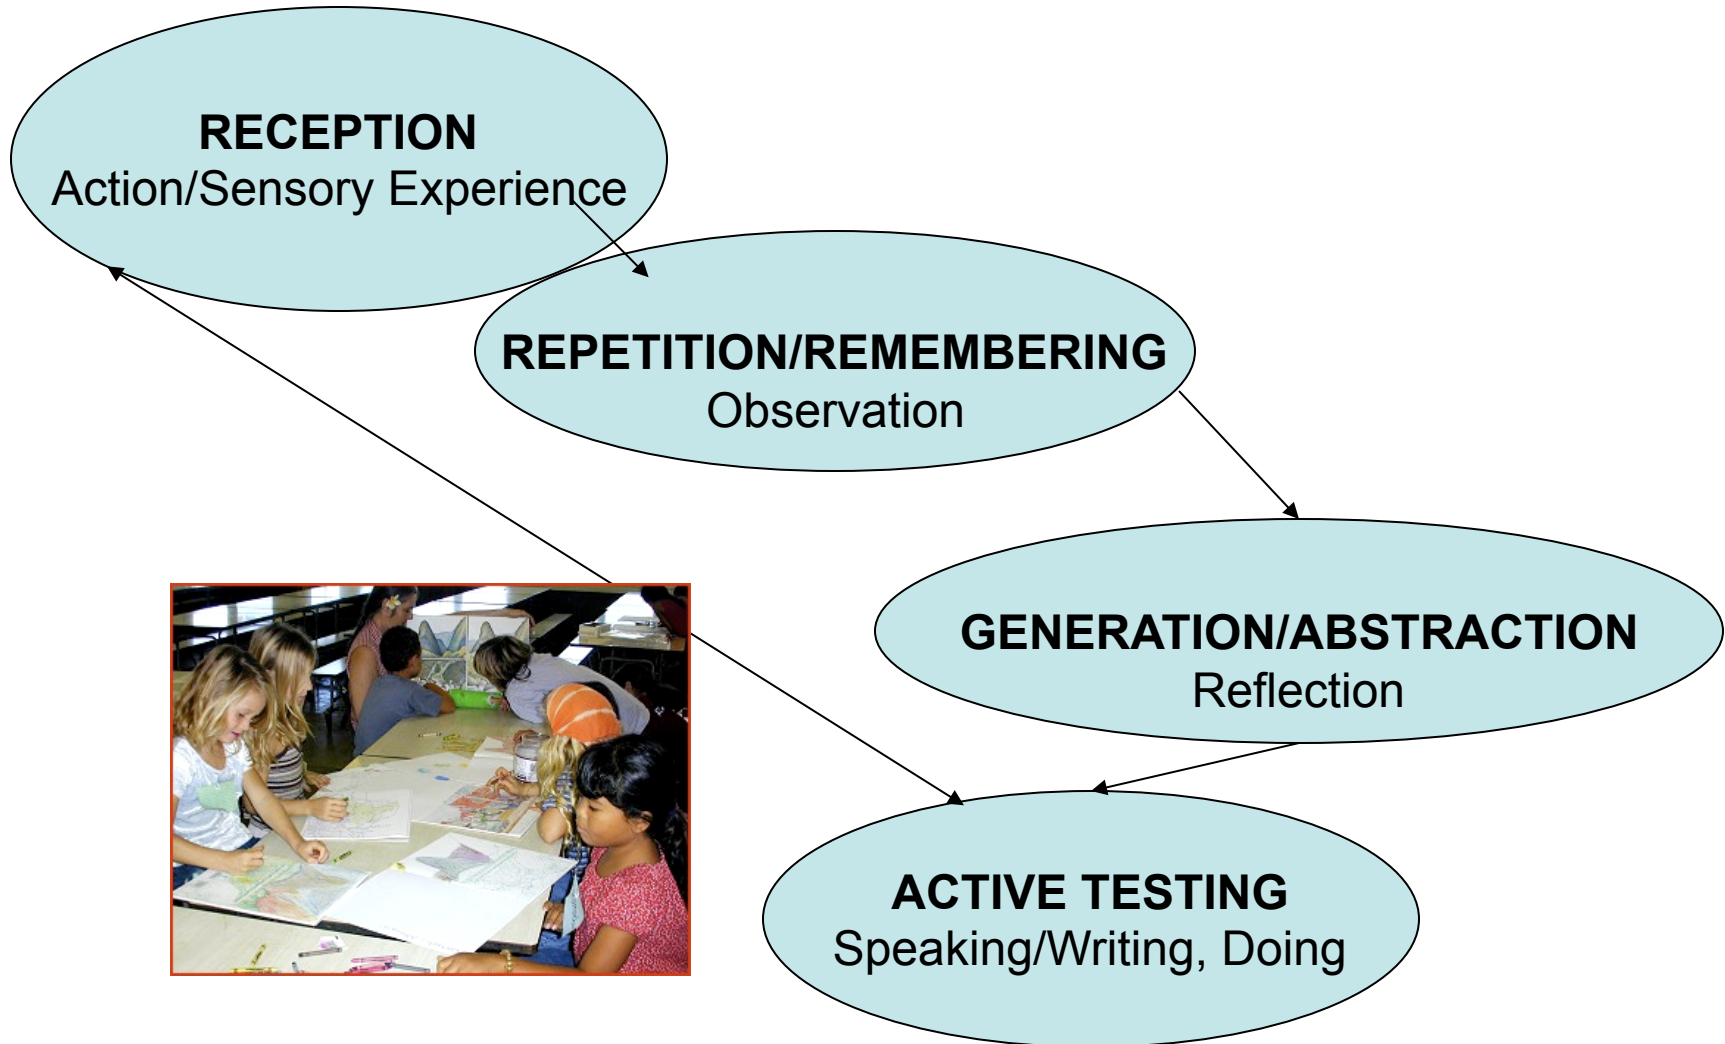 RECEPTION
Action/Sensory Experience
REPETITION/REMEMBERING
Observation
GENERATION/ABSTRACTION
Reflection
ACTIVE TESTING
Speaking/Writing, Doing